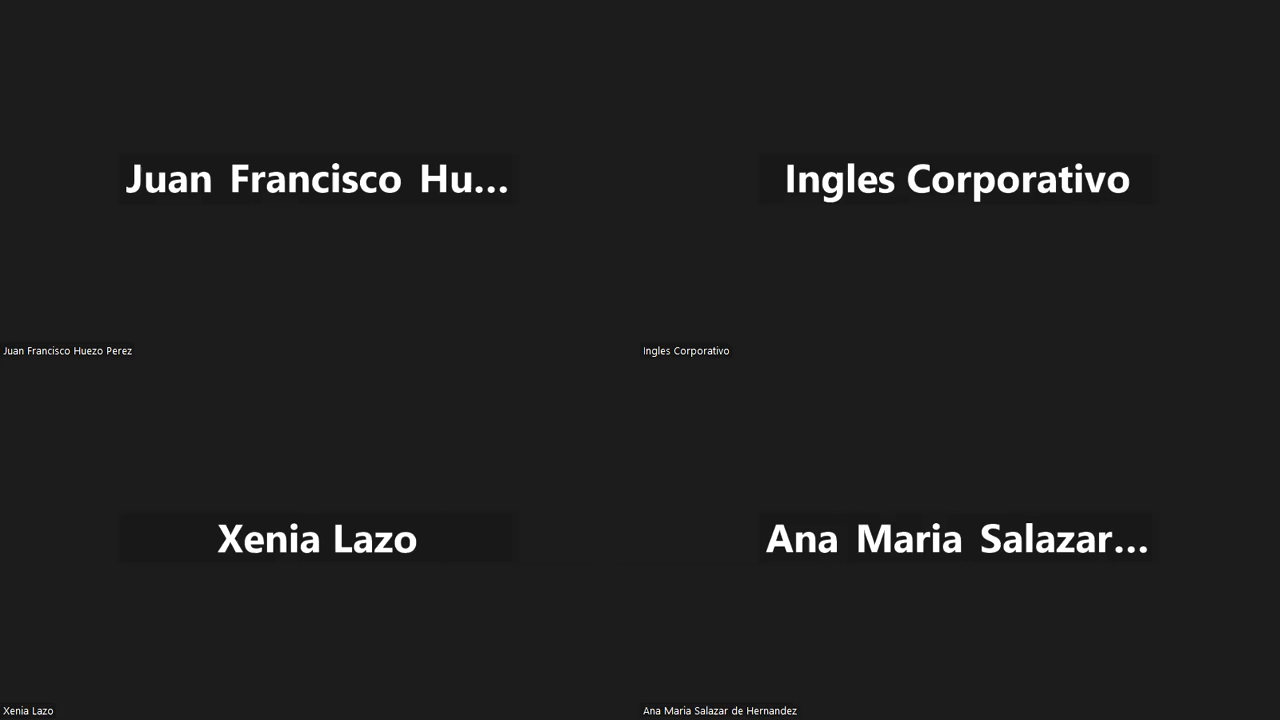 Juan Francisco Hu...
Ingles Corporativo
Juan Francisco Huezo Perez
Ingles Corporativo
Xenia Lazo
Ana Maria Salazar...
Xenia Lazo
Ana Maria Salazar de Hernandez